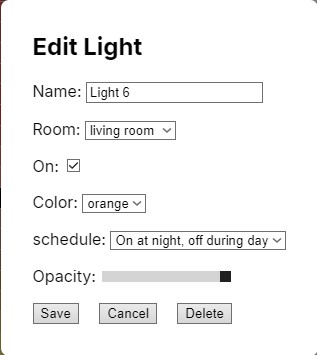 Edit Light
Name: Light 6
Room: living room
On:
Color: orange
schedule: On at night, off during day
Opacity:
Save Cancel Delete